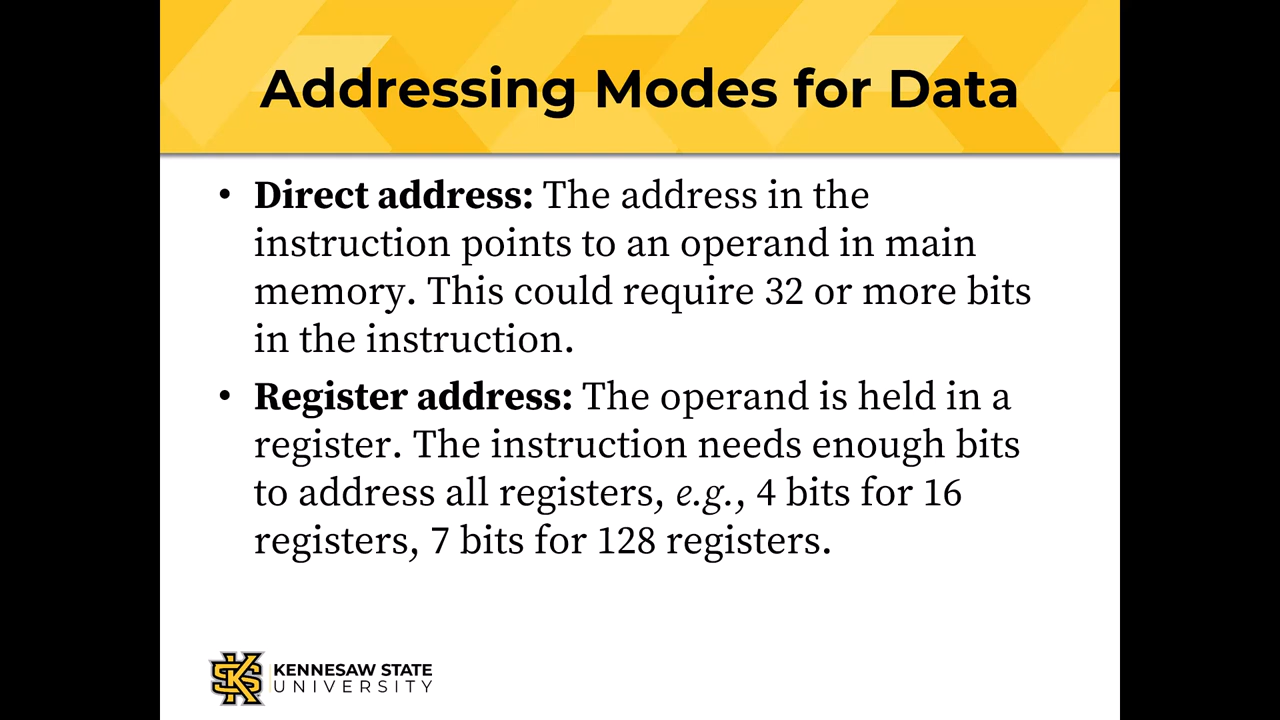 Addressing Modes for Data
• Direct address: The address in the
instruction points to an operand in main
memory. This could require 32 or more bits
in the instruction.
• Register address: The operand is held in a
register. The instruction needs enough bits
to address all registers, e.g., 4 bits for 16
registers, 7 bits for 128 registers.
KENNESAW STATE
UNIVERSITY